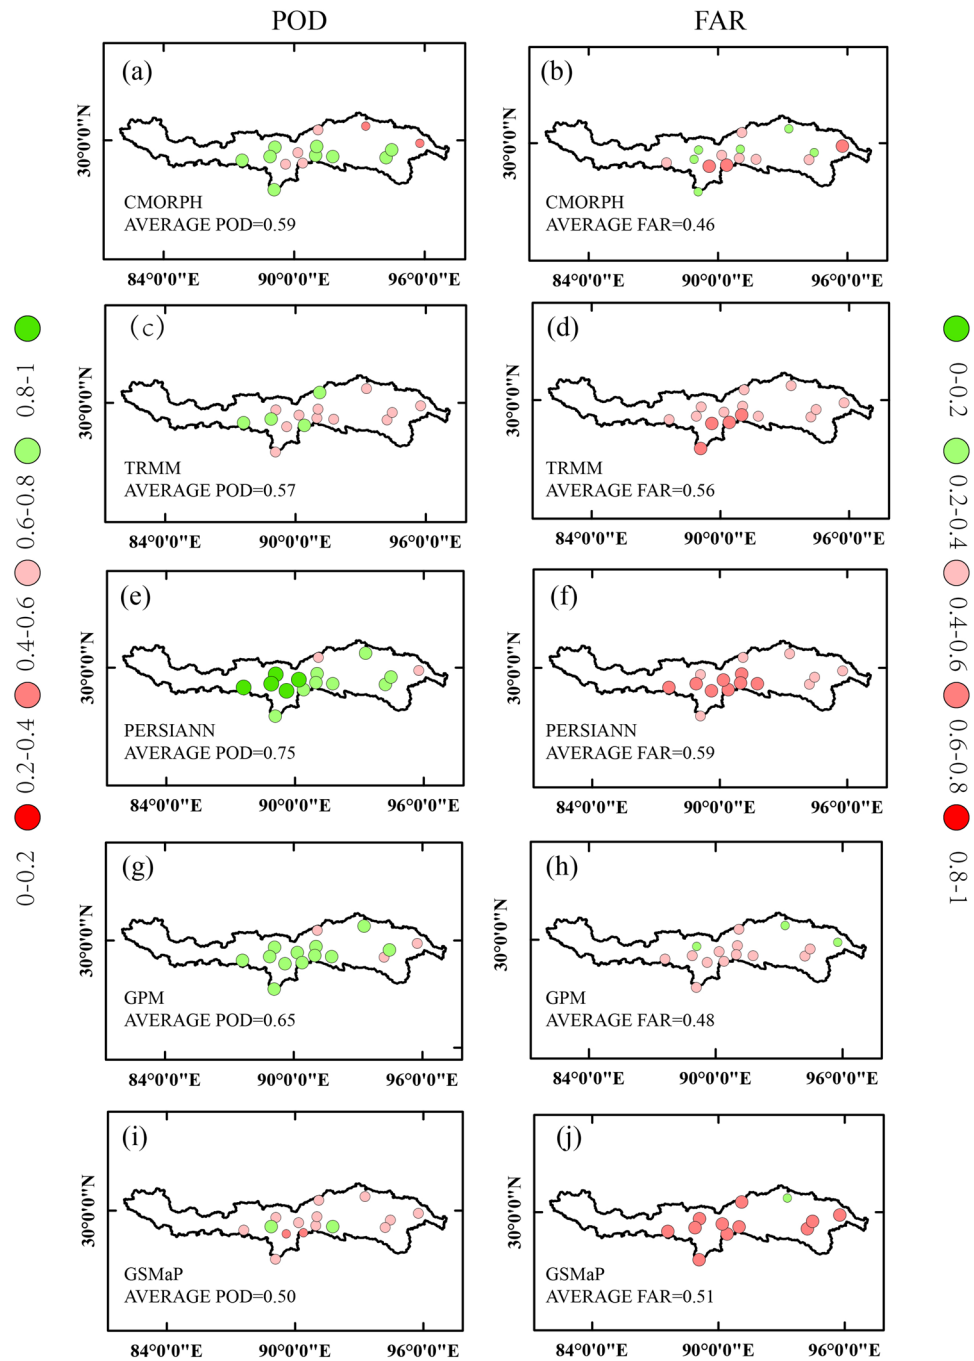 POD
FAR
(a)
30°0'0"N
CMORPH
AVERAGE POD=0.59
84°0'0"E 90°0'0"E 96°0'0"E
(b)
30°0'0"N
CMORPH
AVERAGE FAR=0.46
84°0'0"E 90°0'0"E 96°0'0"E
(c)
30°0'0"N
TRMM
AVERAGE POD=0.57
84°0'0"E 90°0'0"E 96°0'0"E
(d)
30°0'0"N
TRMM
AVERAGE FAR=0.56
84°0'0"E 90°0'0"E 96°0'0"E
(e)
30°0'0"N
PERSIANN
AVERAGE POD=0.75
84°0'0"E 90°0'0"E 96°0'0"E
(f)
30°0'0"N
PERSIANN
AVERAGE FAR=0.59
84°0'0"E 90°0'0"E 96°0'0"E
(g)
30°0'0"N
GPM
AVERAGE POD=0.65
84°0'0"E 90°0'0"E 96°0'0"E
(h)
30°0'0"N
GPM
AVERAGE FAR=0.48
84°0'0"E 90°0'0"E 96°0'0"E
(i)
30°0'0"N
GSMaP
AVERAGE POD=0.50
84°0'0"E 90°0'0"E 96°0'0"E
(j)
30°0'0"N
GSMaP
AVERAGE FAR=0.51
84°0'0"E 90°0'0"E 96°0'0"E
0-0.2 0.2-0.4 0.4-0.6 0.6-0.8 0.8-1
0-0.2 0.2-0.4 0.4-0.6 0.6-0.8 0.8-1